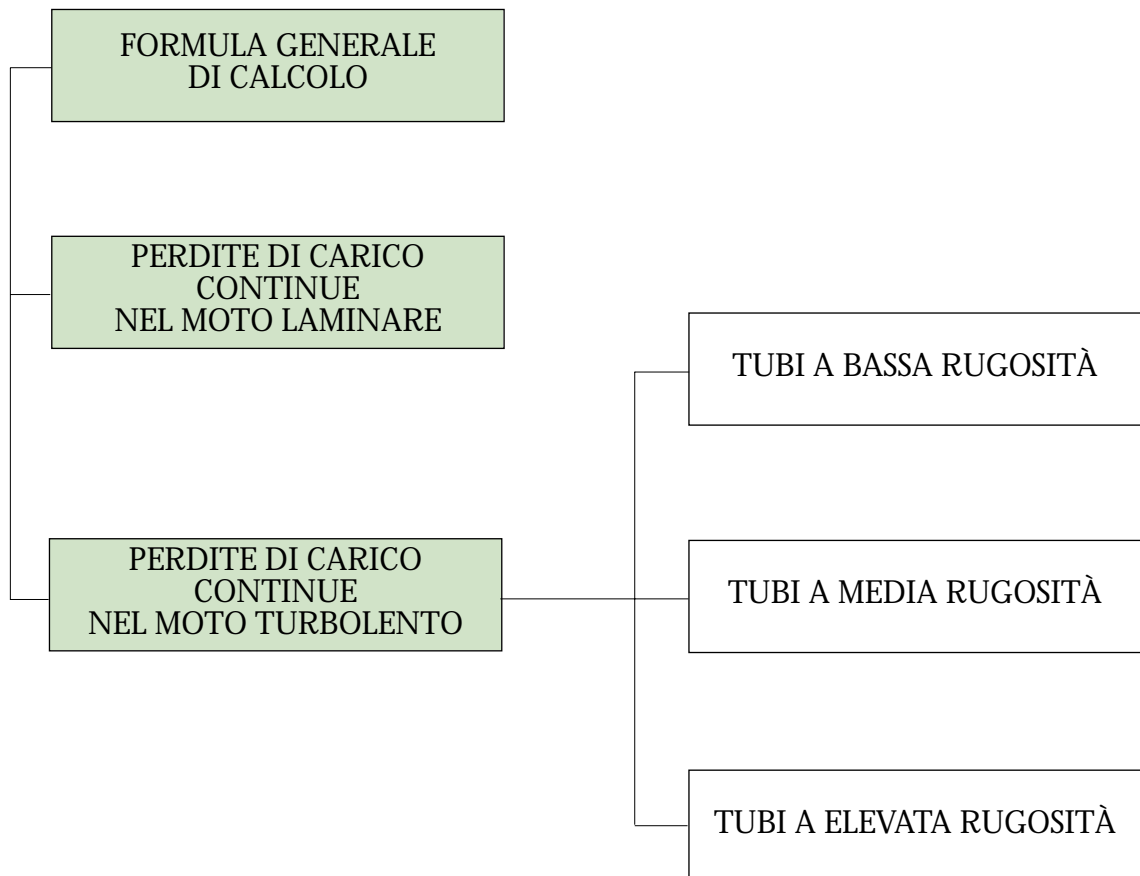 FORMULA GENERALE
DI CALCOLO
PERDITE DI CARICO
CONTINUE
NEL MOTO LAMINARE
PERDITE DI CARICO
CONTINUE
NEL MOTO TURBOLENTO
TUBI A BASSA RUGOSITÀ
TUBI A MEDIA RUGOSITÀ
TUBI A ELEVATA RUGOSITÀ